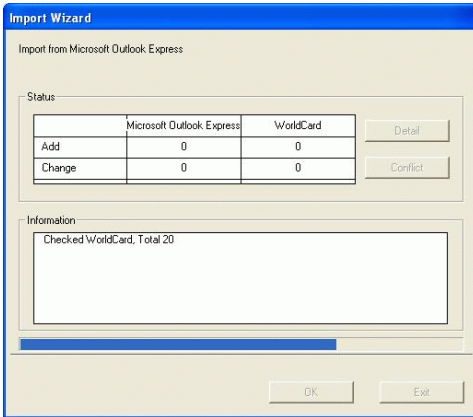 Import Wizard
Import from Microsoft Outlook Express
Status
Microsoft Outlook Express WorldCard
Add 0 0
Change 0 0
Detail
Conflict
Information
Checked WorldCard, Total 20
OK Exit